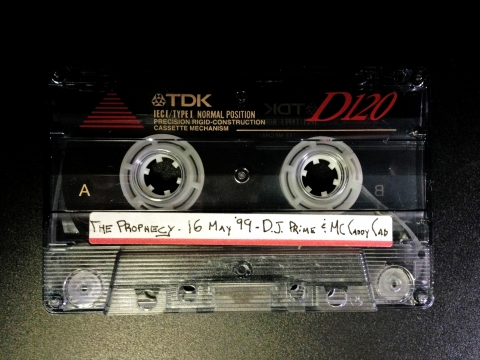 TDK
D120
IEC I / TYPE I NORMAL POSITION
PRECISION RIGID-CONSTRUCTION
CASSETTE MECHANISM
A
B
THE PROPHECY - 16 MAY '99 - D.J. PRIME & MC CADDY CAD